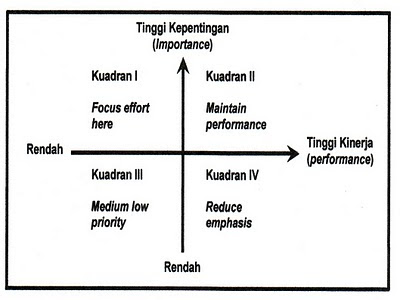 Tinggi Kepentingan
(Importance)
Kuadran I
Kuadran II
Focus effort
here
Maintain
performance
Rendah
Tinggi Kinerja
(performance)
Kuadran III
Kuadran IV
Medium low
priority
Reduce
emphasis
Rendah